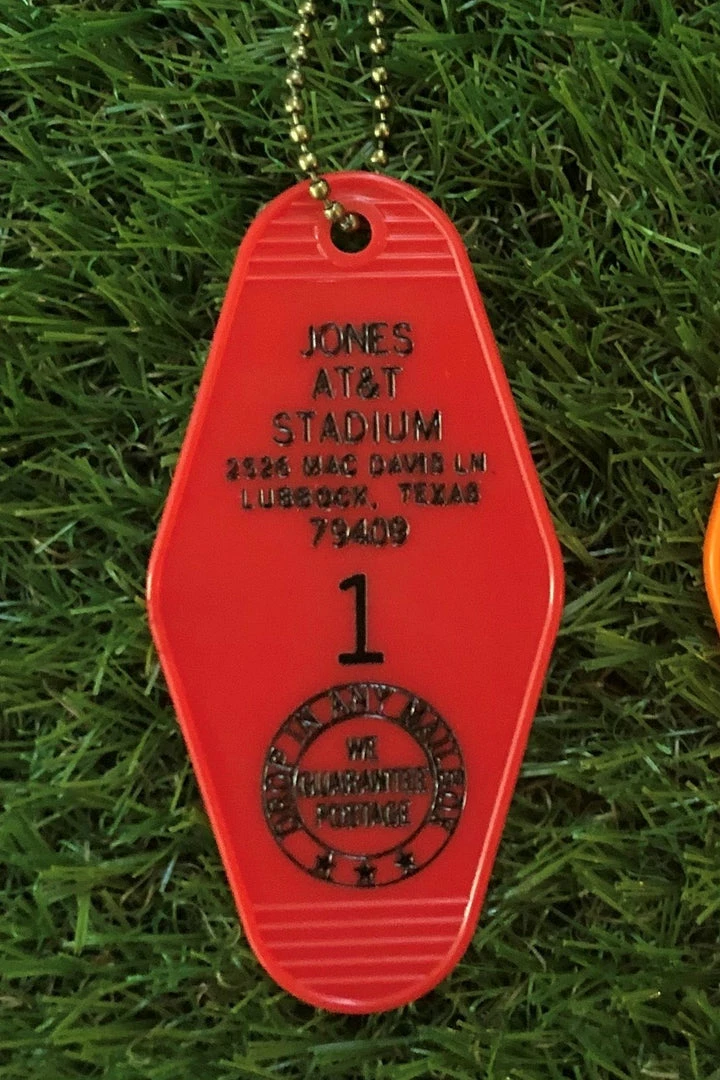 JONES
AT&T
STADIUM
2526 MAC DAVIS LN.
LUBBOCK, TEXAS
79409
1
DROP IN ANY MAILBOX
WE
GUARANTEE
POSTAGE